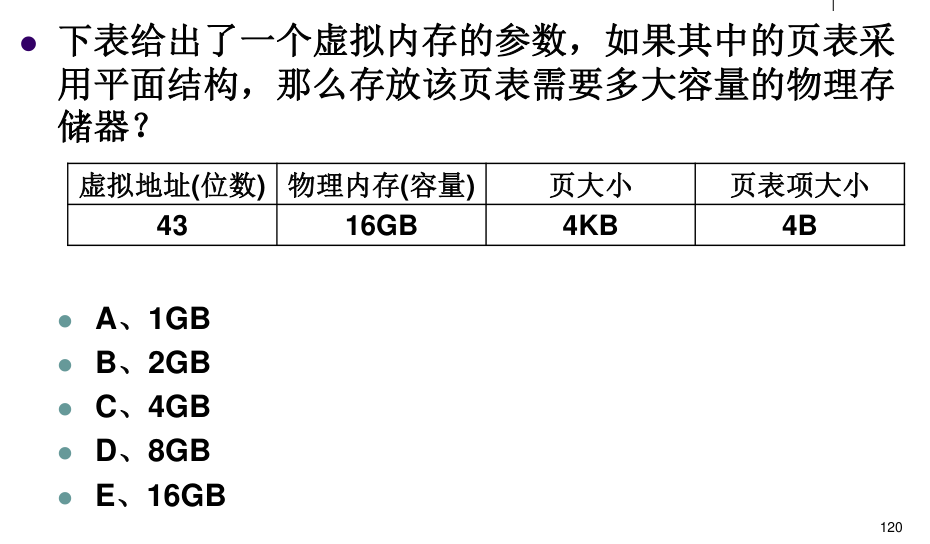 下表给出了一个虚拟内存的参数，如果其中的页表采
用平面结构，那么存放该页表需要多大容量的物理存
储器？
虚拟地址(位数) 物理内存(容量) 页大小 页表项大小
43 16GB 4KB 4B
A、1GB
B、2GB
C、4GB
D、8GB
E、16GB
120